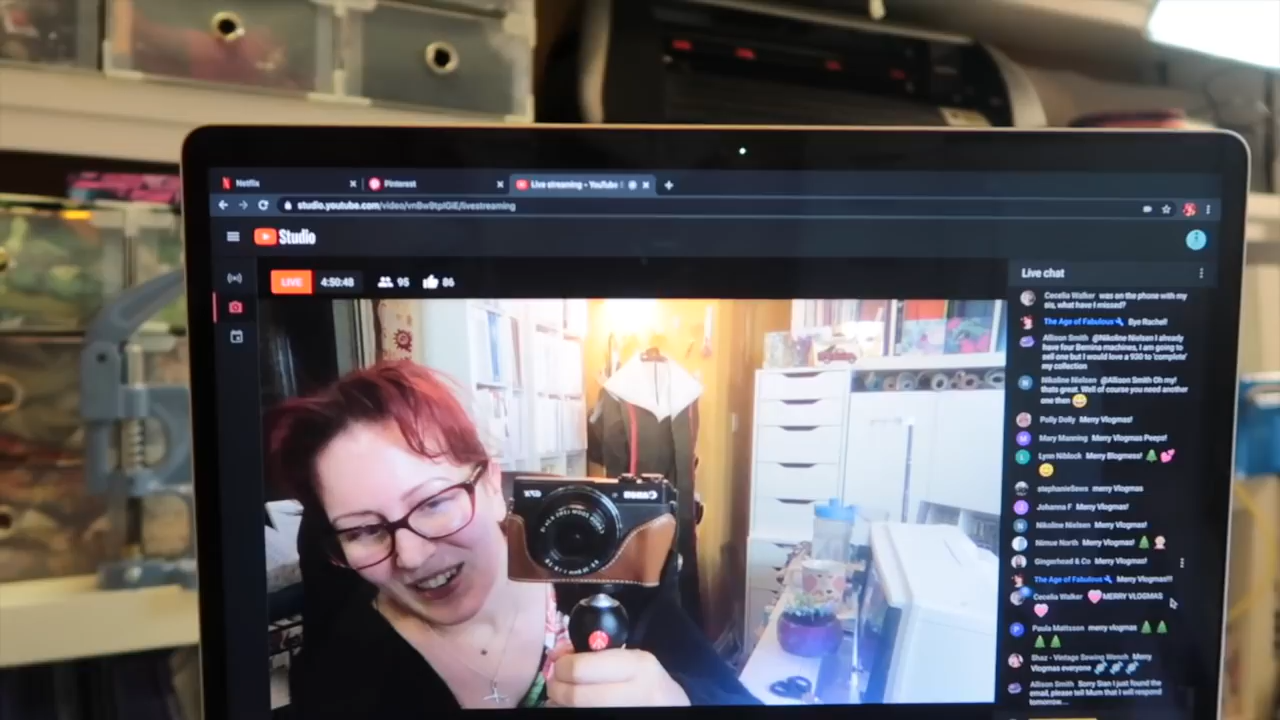 Netflix
Pinterest
Live streaming - YouTube
studio.youtube.com/video/
/livestreaming
Studio
LIVE 4:50:48 95 86
Live chat
Cecelia Walker was on the phone with my
sis, what have I missed?
The Age of Fabulous Bye Rachel!
Allison Smith @Nikoline Nielsen I already
have four Bernina machines, I am going to
sell one but I would love a 930 to 'complete'
my collection
Nikoline Nielsen @Allison Smith Oh my!
thats great. Well of course you need another
one then 😄
Polly Dolly Merry Vlogmas!
Mary Manning Merry Vlogmas Peeps!
Lynn Niblock Merry Blogmess! 🎄 💕
😊
stephaniesews merry Vlogmas
Johanna F Merry Vlogmas!
Nikoline Nielsen Merry Vlogmas!
Nimue North Merry Vlogmas! 🎄 🤶
Gingerhead & Co Merry Vlogmas!
The Age of Fabulous Merry Vlogmas!!!
Cecelia Walker 💗MERRY VLOGMAS
💗
Paula Mattsson merry vlogmas 🎄 🎄
🎄 🎄
Shaz - Vintage Sewing Wench Merry
Vlogmas everyone 🎉 🎉 🎉
Allison Smith Sorry Sian I just found the
email, please tell Mum that I will respond
tomorrow....
Canon
G7X